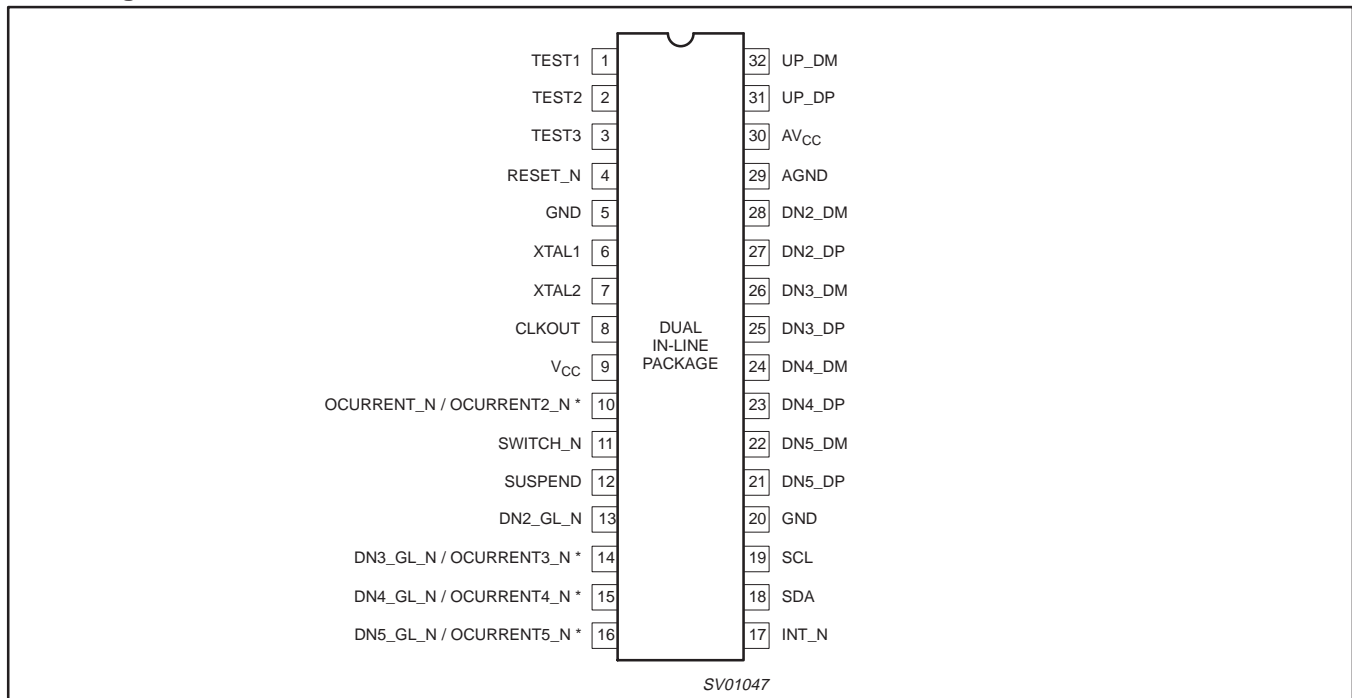 TEST1 1
TEST2 2
TEST3 3
RESET_N 4
GND 5
XTAL1 6
XTAL2 7
CLKOUT 8
VCC 9
OCURRENT_N / OCURRENT2_N * 10
SWITCH_N 11
SUSPEND 12
DN2_GL_N 13
DN3_GL_N / OCURRENT3_N * 14
DN4_GL_N / OCURRENT4_N * 15
DN5_GL_N / OCURRENT5_N * 16
DUAL
IN-LINE
PACKAGE
32 UP_DM
31 UP_DP
30 AVCC
29 AGND
28 DN2_DM
27 DN2_DP
26 DN3_DM
25 DN3_DP
24 DN4_DM
23 DN4_DP
22 DN5_DM
21 DN5_DP
20 GND
19 SCL
18 SDA
17 INT_N
SV01047